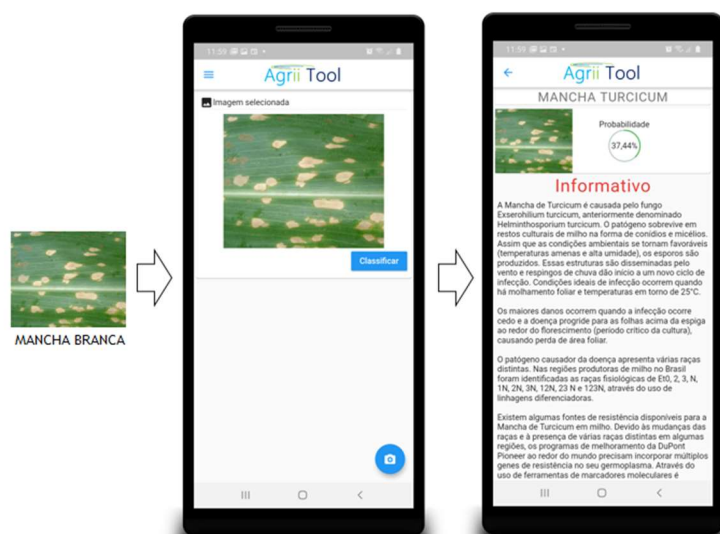 MANCHA BRANCA
11:59
Agrii Tool
Imagem selecionada
Classificar
11:59
Agrii Tool
MANCHA TURCICUM
Probabilidade
37,44%
Informativo
A Mancha de Turcicum é causada pelo fungo
Exserohilium turcicum, anteriormente denominado
Helminthosporium turcicum. O patógeno sobrevive em
restos culturais de milho na forma de conídios e micélios.
Assim que as condições ambientais se tornam favoráveis
(temperaturas amenas e alta umidade), os esporos são
produzidos. Essas estruturas são disseminadas pelo
vento e respingos de chuva dão início a um novo ciclo de
infecção. Condições ideais de infecção ocorrem quando
há molhamento foliar e temperaturas em torno de 25°C.
Os maiores danos ocorrem quando a infecção ocorre
cedo e a doença progride para as folhas acima da espiga
ao redor do florescimento (período crítico da cultura),
causando perda de área foliar.
O patógeno causador da doença apresenta várias raças
distintas. Nas regiões produtoras de milho no Brasil
foram identificadas as raças fisiológicas de Et0, 2, 3, N,
1N, 2N, 3N, 12N, 23 N e 123N, através do uso de
linhagens diferenciadoras.
Existem algumas fontes de resistência disponíveis para a
Mancha de Turcicum em milho. Devido às mudanças das
raças e à presença de várias raças distintas em algumas
regiões, os programas de melhoramento da DuPont
Pioneer ao redor do mundo precisam incorporar múltiplos
genes de resistência no seu germoplasma. Através do
uso de ferramentas de marcadores moleculares é